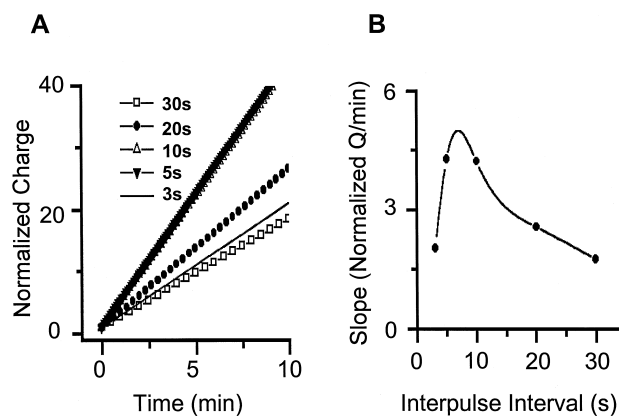 A
B
40
20
0
30s
20s
10s
5s
3s
Normalized Charge
0
5
10
Time (min)
6
3
0
Slope (Normalized Q/min)
0
10
20
30
Interpulse Interval (s)